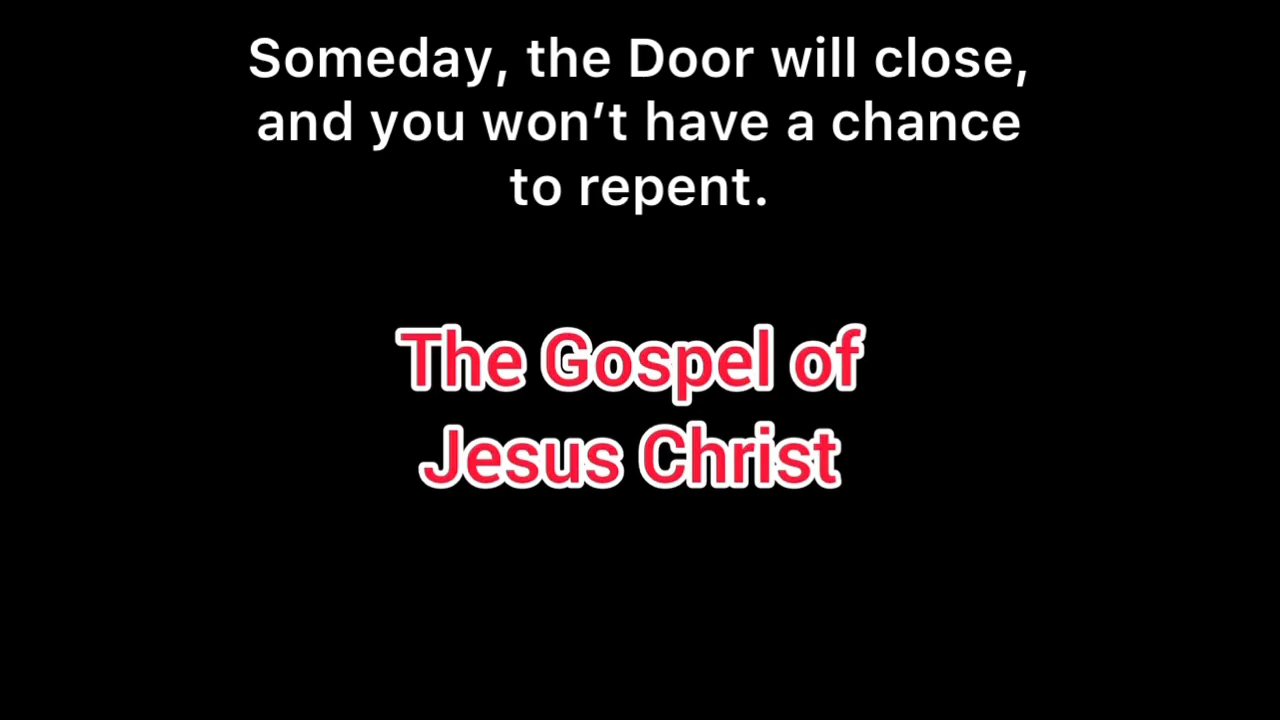 Someday, the Door will close,
and you won’t have a chance
to repent.
The Gospel of
Jesus Christ